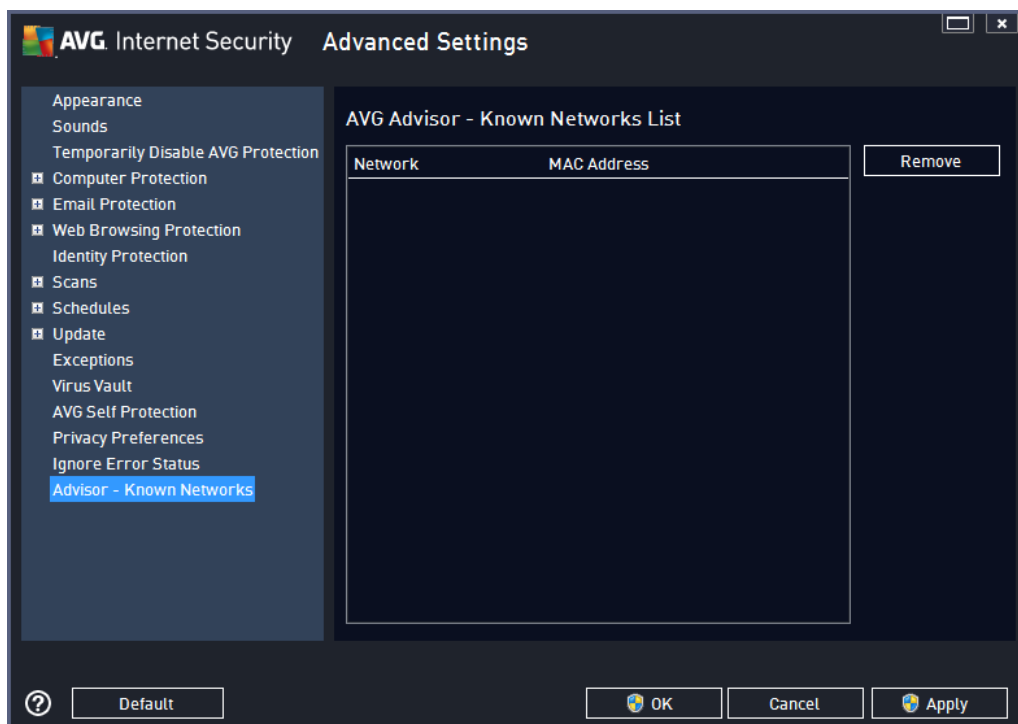 AVG. Internet Security Advanced Settings
Appearance
Sounds
Temporarily Disable AVG Protection
Computer Protection
Email Protection
Web Browsing Protection
Identity Protection
Scans
Schedules
Update
Exceptions
Virus Vault
AVG Self Protection
Privacy Preferences
Ignore Error Status
Advisor - Known Networks
AVG Advisor - Known Networks List
Network MAC Address
Remove
? Default OK Cancel Apply